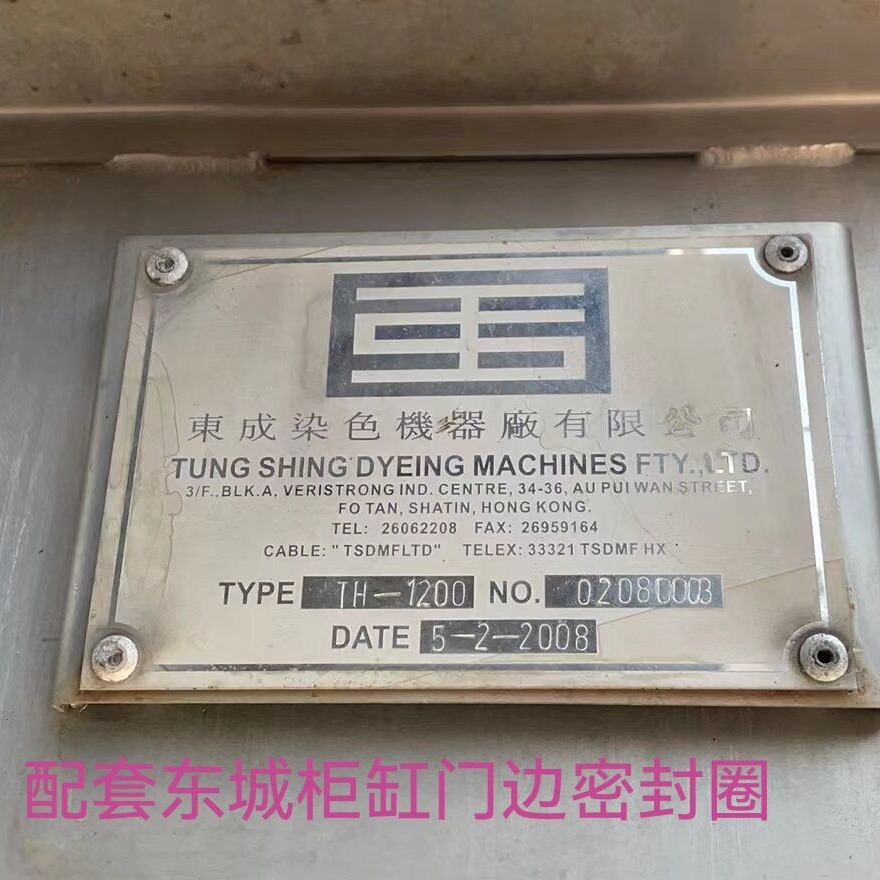 東成染色機器廠有限公司
TUNG SHING DYEING MACHINES FTY.,LTD.
3/F.,BLK.A, VERISTRONG IND. CENTRE, 34-36, AU PUI WAN STREET,
FO TAN, SHATIN, HONG KONG.
TEL: 26062208 FAX: 26959164
CABLE: "TSDMFLTD" TELEX: 33321 TSDMF HX
TYPE TH-1200 NO. 02080003
DATE 5-2-2008
配套东城柜缸门边密封圈